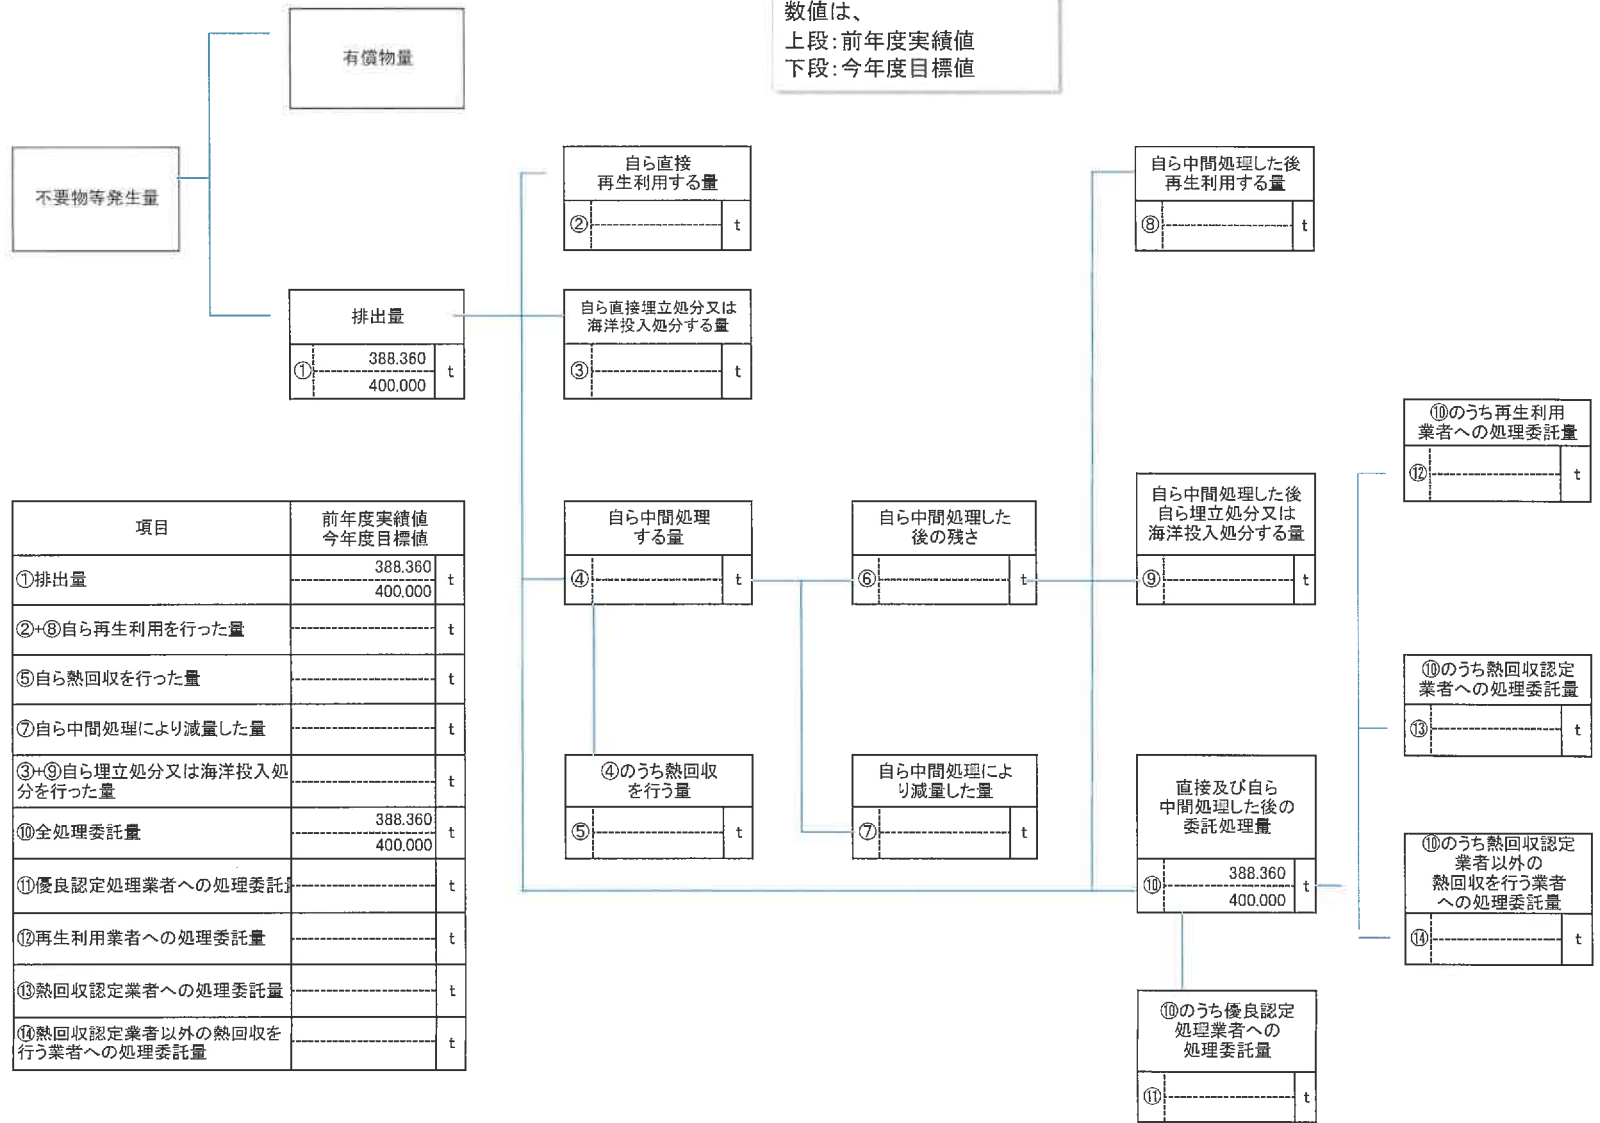 数値は、
上段:前年度実績値
下段:今年度目標値
有償物量
不要物等発生量
排出量
① 388.360 t
400.000
自ら直接
再生利用する量
② t
自ら直接埋立処分又は
海洋投入処分する量
③ t
自ら中間処理
する量
④ t
④のうち熱回収
を行う量
⑤ t
自ら中間処理した
後の残さ
⑥ t
自ら中間処理によ
り減量した量
⑦ t
自ら中間処理した後
再生利用する量
⑧ t
自ら中間処理した後
自ら埋立処分又は
海洋投入処分する量
⑨ t
直接及び自ら
中間処理した後の
委託処理量
⑩ 388.360 t
400.000
⑩のうち優良認定
処理業者への
処理委託量
⑪ t
⑩のうち再生利用
業者への処理委託量
⑫ t
⑩のうち熱回収認定
業者への処理委託量
⑬ t
⑩のうち熱回収認定
業者以外の
熱回収を行う業者
への処理委託量
⑭ t
項目 前年度実績値
今年度目標値
①排出量 388.360 t
400.000
②+⑧自ら再生利用を行った量 t
⑤自ら熱回収を行った量 t
⑦自ら中間処理により減量した量 t
③+⑨自ら埋立処分又は海洋投入処
分を行った量 t
⑩全処理委託量 388.360 t
400.000
⑪優良認定処理業者への処理委託 t
⑫再生利用業者への処理委託量 t
⑬熱回収認定業者への処理委託量 t
⑭熱回収認定業者以外の熱回収を
行う業者への処理委託量 t